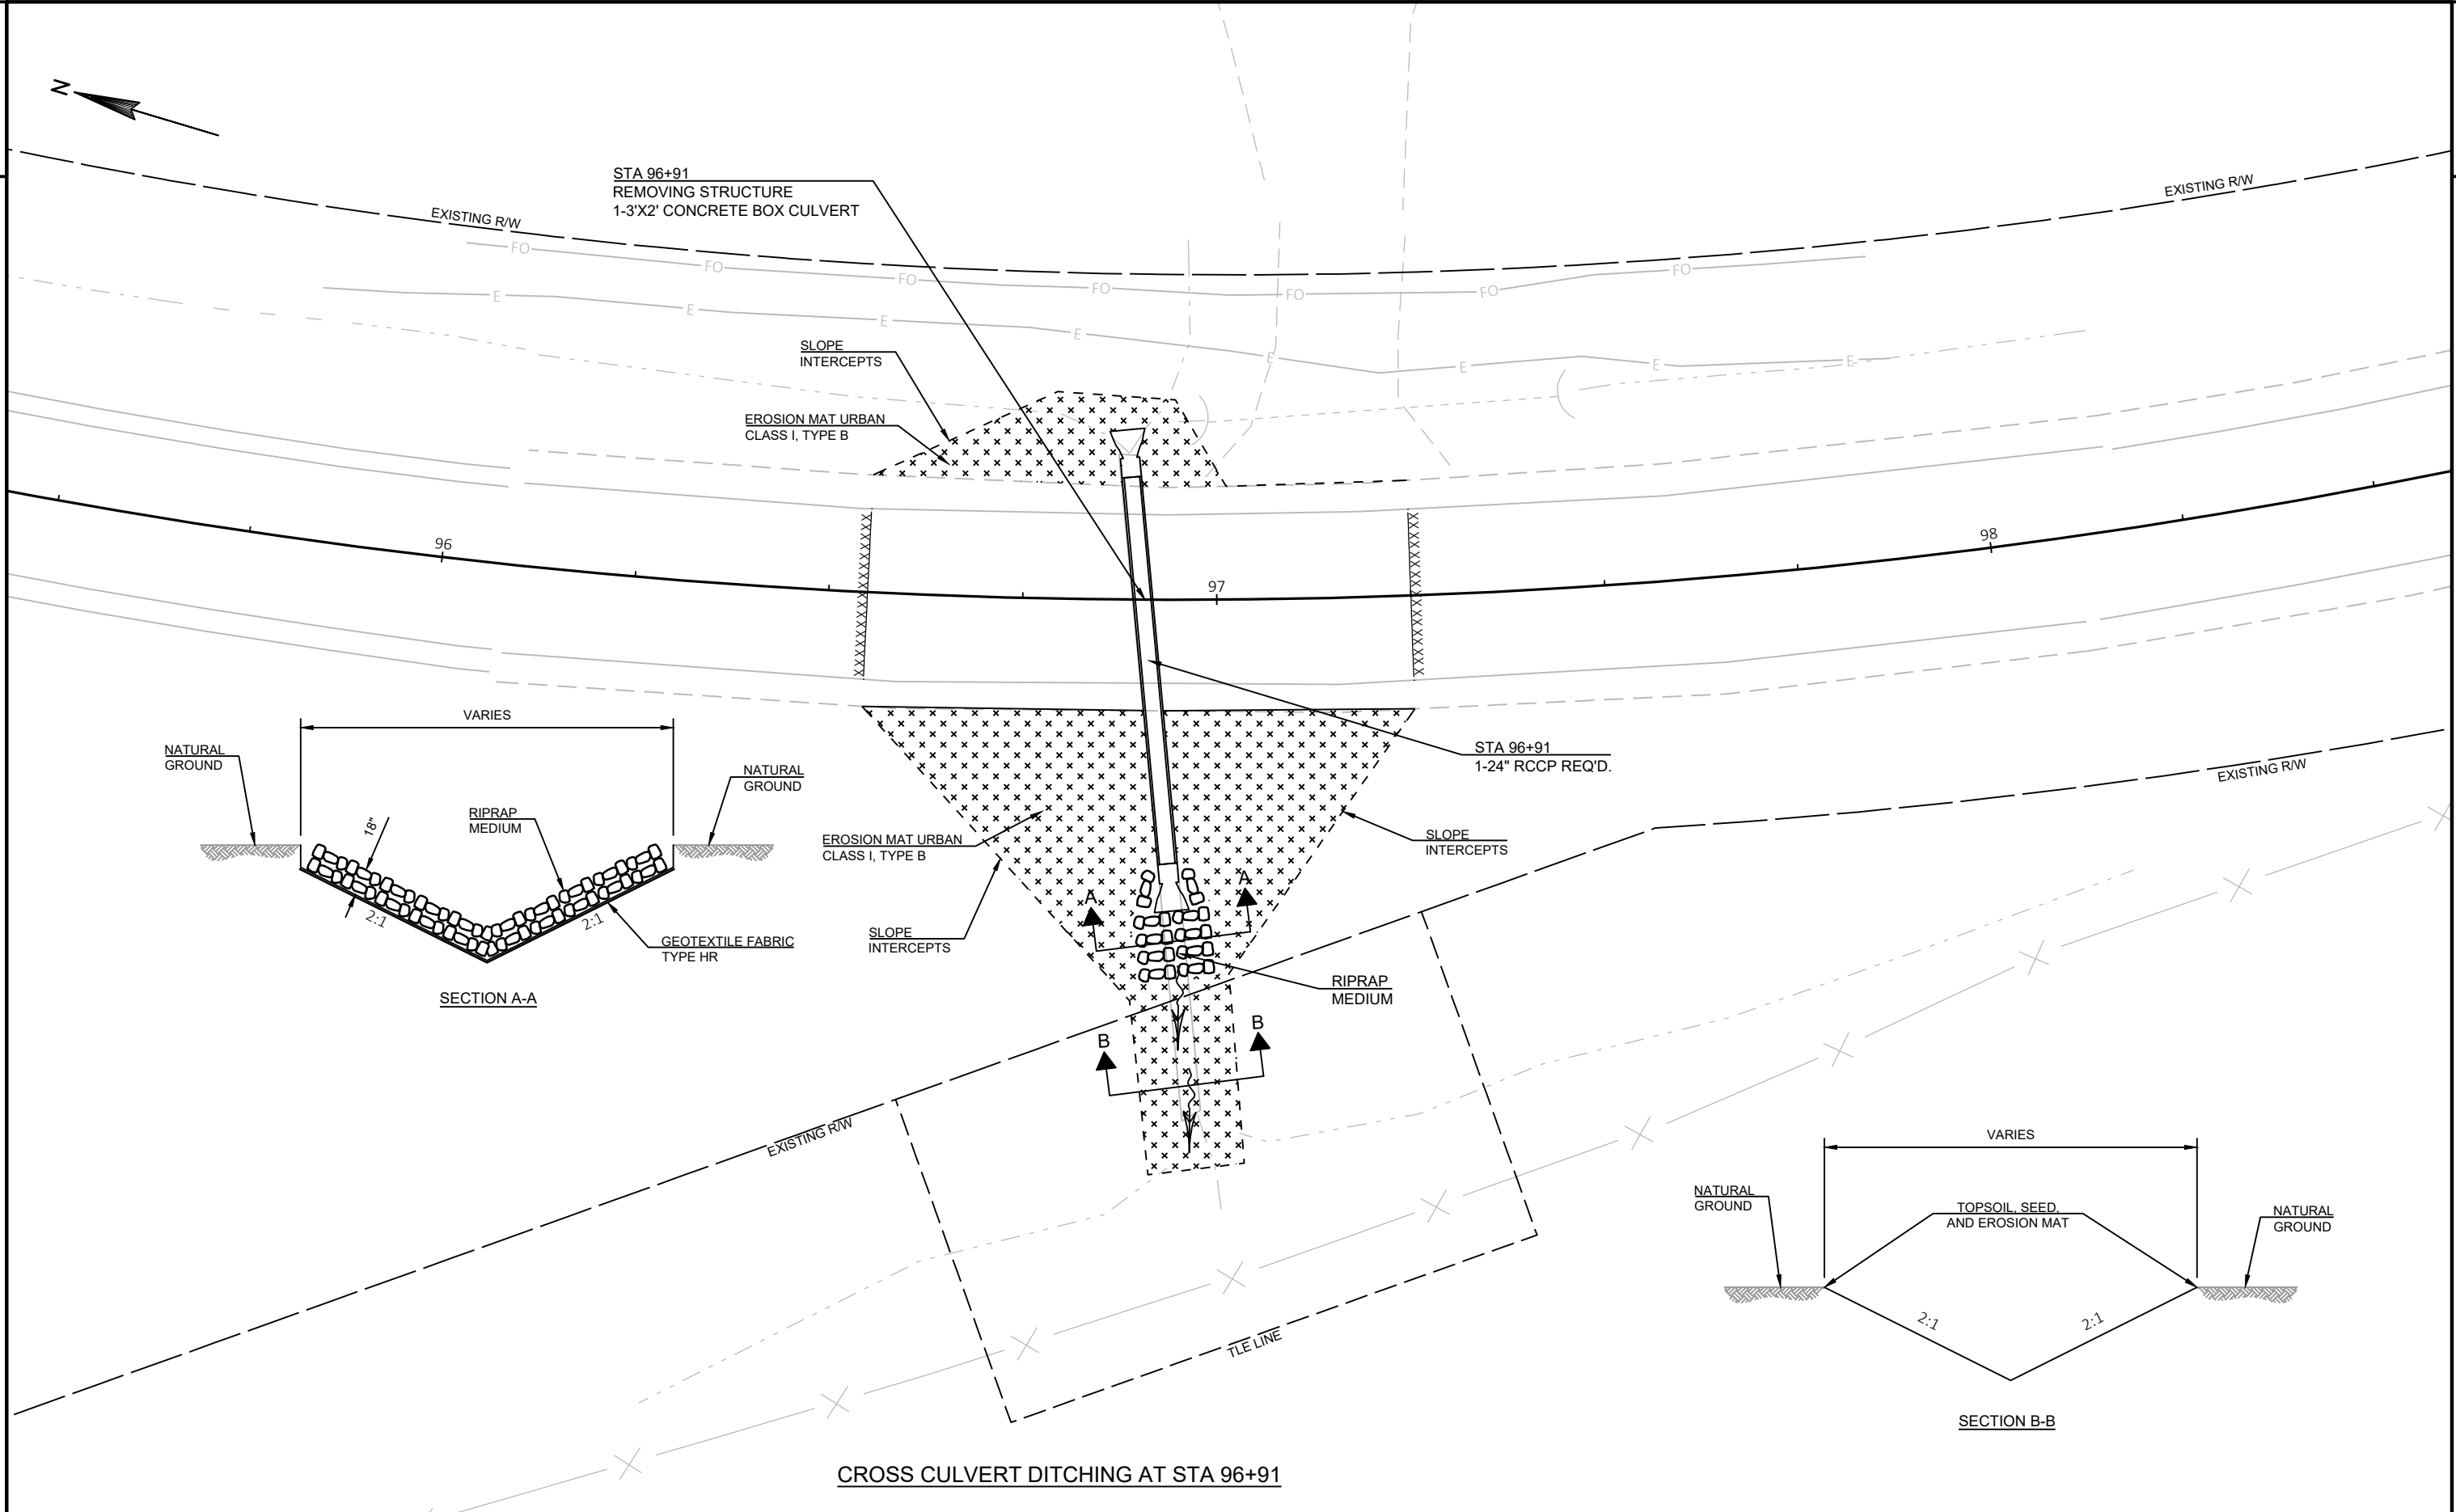 N
STA 96+91
REMOVING STRUCTURE
1-3'X2' CONCRETE BOX CULVERT
EXISTING R/W
EXISTING R/W
FO
FO
FO
FO
FO
FO
FO
E
E
E
E
E
E
E
E
SLOPE
INTERCEPTS
EROSION MAT URBAN
CLASS I, TYPE B
96
97
98
VARIES
NATURAL
GROUND
NATURAL
GROUND
RIPRAP
MEDIUM
18"
2:1
2:1
GEOTEXTILE FABRIC
TYPE HR
SECTION A-A
STA 96+91
1-24" RCCP REQ'D.
EXISTING R/W
EROSION MAT URBAN
CLASS I, TYPE B
SLOPE
INTERCEPTS
SLOPE
INTERCEPTS
A
A
RIPRAP
MEDIUM
B
B
EXISTING R/W
TLE LINE
VARIES
NATURAL
GROUND
TOPSOIL, SEED,
AND EROSION MAT
NATURAL
GROUND
2:1
2:1
SECTION B-B
CROSS CULVERT DITCHING AT STA 96+91